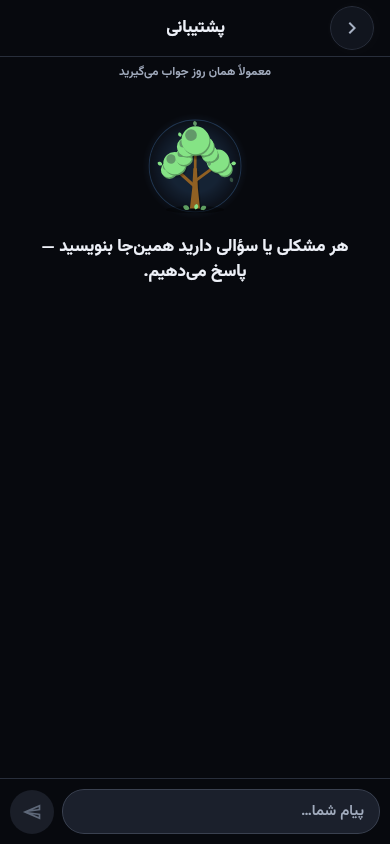 پشتیبانی
معمولاً همان روز جواب می‌گیرید
هر مشکلی یا سؤالی دارید همین‌جا بنویسید —
پاسخ می‌دهیم.
پیام شما...